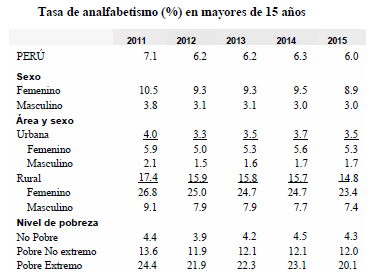 Tasa de analfabetismo (%) en mayores de 15 años
2011 2012 2013 2014 2015
PERÚ 7.1 6.2 6.2 6.3 6.0
Sexo
Femenino 10.5 9.3 9.3 9.5 8.9
Masculino 3.8 3.1 3.1 3.0 3.0
Área y sexo
Urbana 4.0 3.3 3.5 3.7 3.5
Femenino 5.9 5.0 5.3 5.6 5.3
Masculino 2.1 1.5 1.6 1.7 1.7
Rural 17.4 15.9 15.8 15.7 14.8
Femenino 26.8 25.0 24.7 24.7 23.4
Masculino 9.1 7.9 7.9 7.7 7.4
Nivel de pobreza
No Pobre 4.4 3.9 4.2 4.5 4.3
Pobre No extremo 13.6 11.9 12.1 12.1 12.0
Pobre Extremo 24.4 21.9 22.3 23.1 20.1